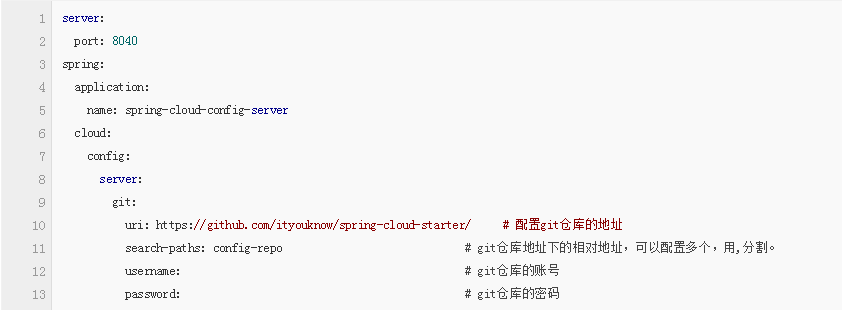 1 server:
2   port: 8040
3 spring:
4   application:
5     name: spring-cloud-config-server
6   cloud:
7     config:
8       server:
9         git:
10           uri: https://github.com/ityouknow/spring-cloud-starter/     # 配置git仓库的地址
11           search-paths: config-repo                             # git仓库地址下的相对地址，可以配置多个，用,分割。
12           username:                                             # git仓库的账号
13           password:                                             # git仓库的密码